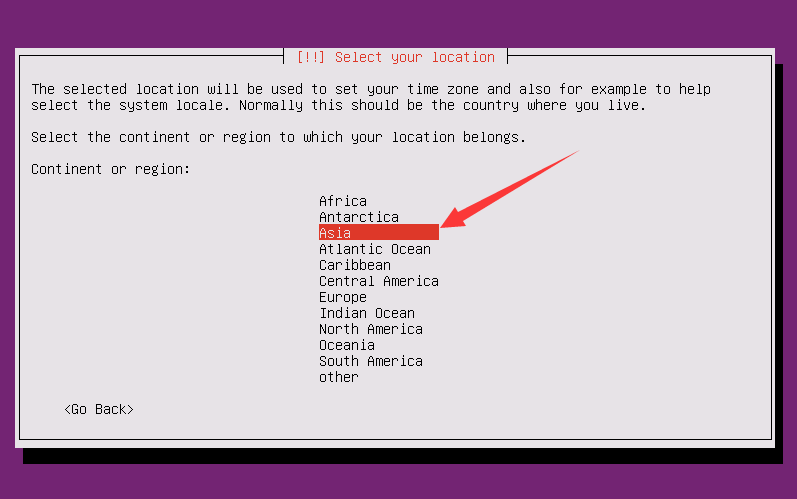 [!!] Select your location
The selected location will be used to set your time zone and also for example to help
select the system locale. Normally this should be the country where you live.
Select the continent or region to which your location belongs.
Continent or region:
Africa
Antarctica
Asia
Atlantic Ocean
Caribbean
Central America
Europe
Indian Ocean
North America
Oceania
South America
other
<Go Back>